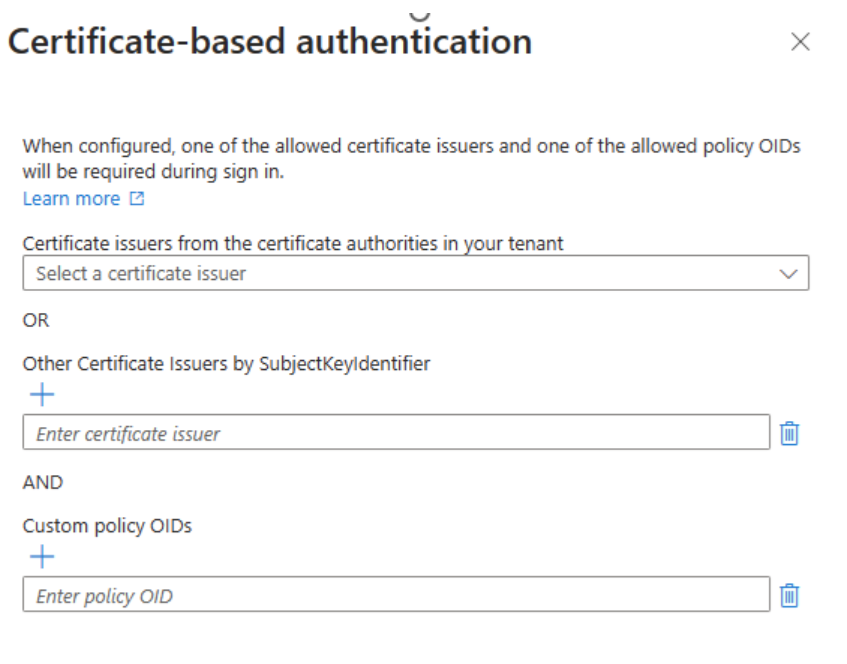 Certificate-based authentication
When configured, one of the allowed certificate issuers and one of the allowed policy OIDs
will be required during sign in.
Learn more
Certificate issuers from the certificate authorities in your tenant
Select a certificate issuer
OR
Other Certificate Issuers by SubjectKeyIdentifier
Enter certificate issuer
AND
Custom policy OIDs
Enter policy OID